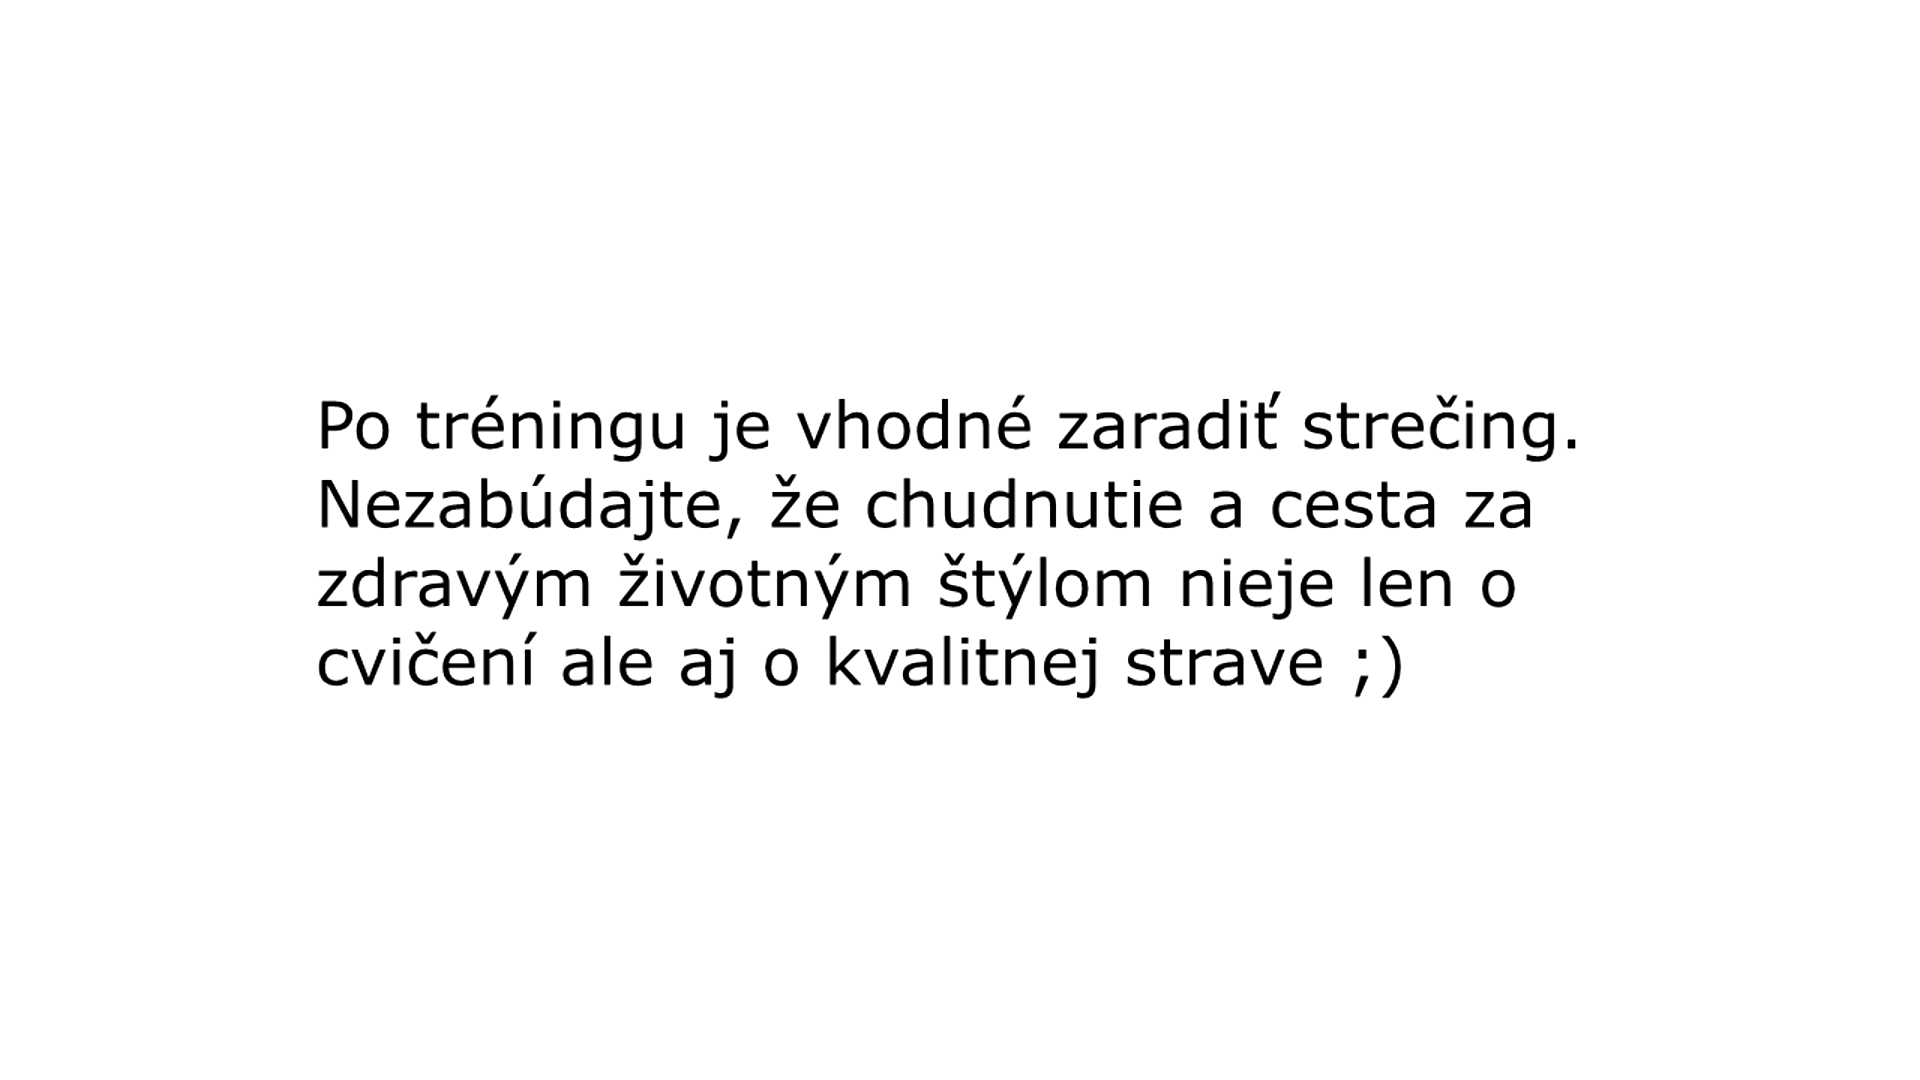 Po tréningu je vhodné zaradiť strečing.
Nezabúdajte, že chudnutie a cesta za
zdravým životným štýlom nieje len o
cvičení ale aj o kvalitnej strave ;)